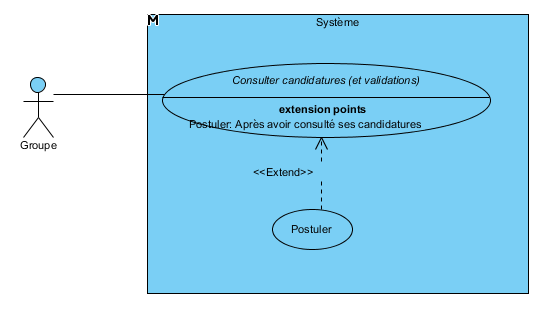 M
Système
Consulter candidatures (et validations)
extension points
Postuler: Après avoir consulté ses candidatures
Groupe
<<Extend>>
Postuler